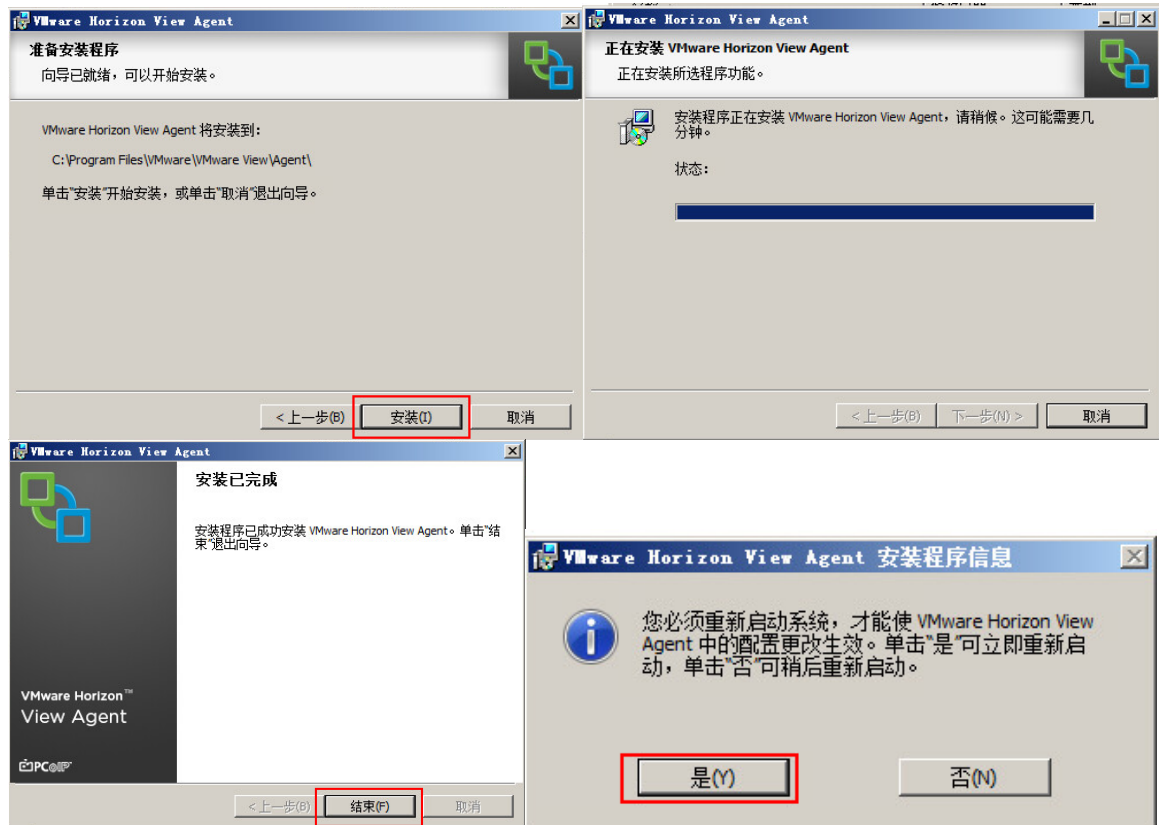 VMware Horizon View Agent
准备安装程序
向导已就绪，可以开始安装。
VMware Horizon View Agent 将安装到：
C:\Program Files\VMware\VMware View\Agent\
单击"安装"开始安装，或单击"取消"退出向导。
< 上一步(B)
安装(I)
取消
VMware Horizon View Agent
正在安装 VMware Horizon View Agent
正在安装所选程序功能。
安装程序正在安装 VMware Horizon View Agent，请稍候。这可能需要几
分钟。
状态：
< 上一步(B)
下一步(N) >
取消
VMware Horizon View Agent
安装已完成
安装程序已成功安装 VMware Horizon View Agent。单击"结
束"退出向导。
VMware Horizon™
View Agent
PCoIP
< 上一步(B)
结束(F)
取消
VMware Horizon View Agent 安装程序信息
您必须重新启动系统，才能使 VMware Horizon View
Agent 中的配置更改生效。单击"是"可立即重新启
动，单击"否"可稍后重新启动。
是(Y)
否(N)